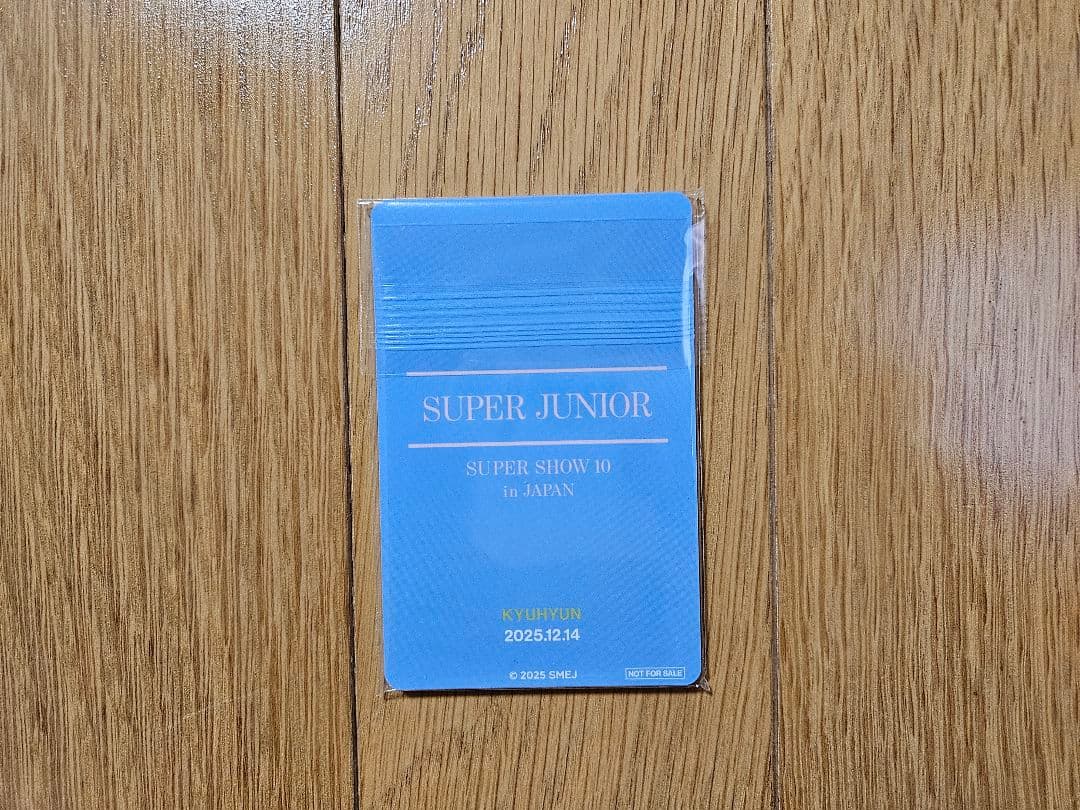 SUPER JUNIOR
SUPER SHOW 10
in JAPAN
KYUHYUN
2025.12.14
© 2025 SMEJ
NOT FOR SALE